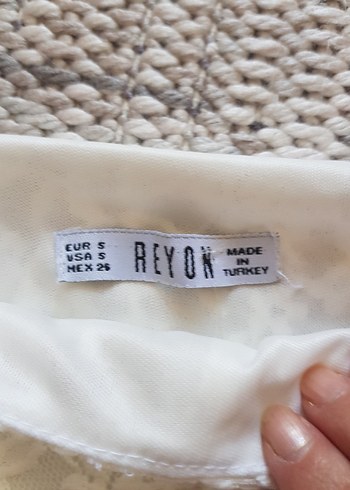 EUR S
USA S
MEX 26
REYON
MADE
IN
TURKEY